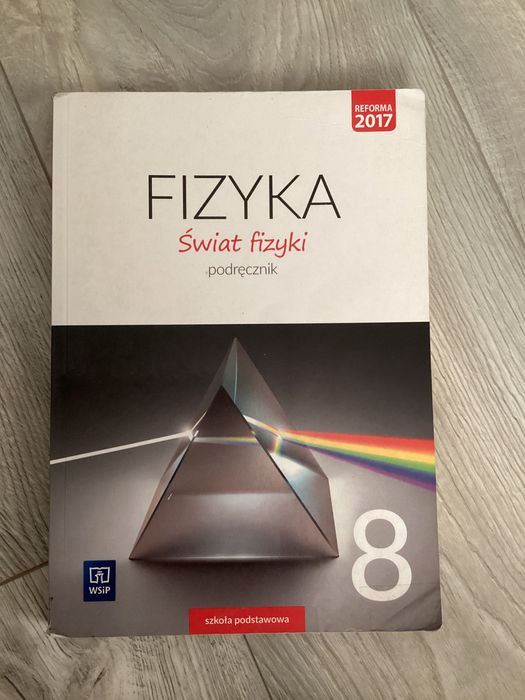 REFORMA
2017
FIZYKA
Świat fizyki
podręcznik
8
WSiP
szkoła podstawowa